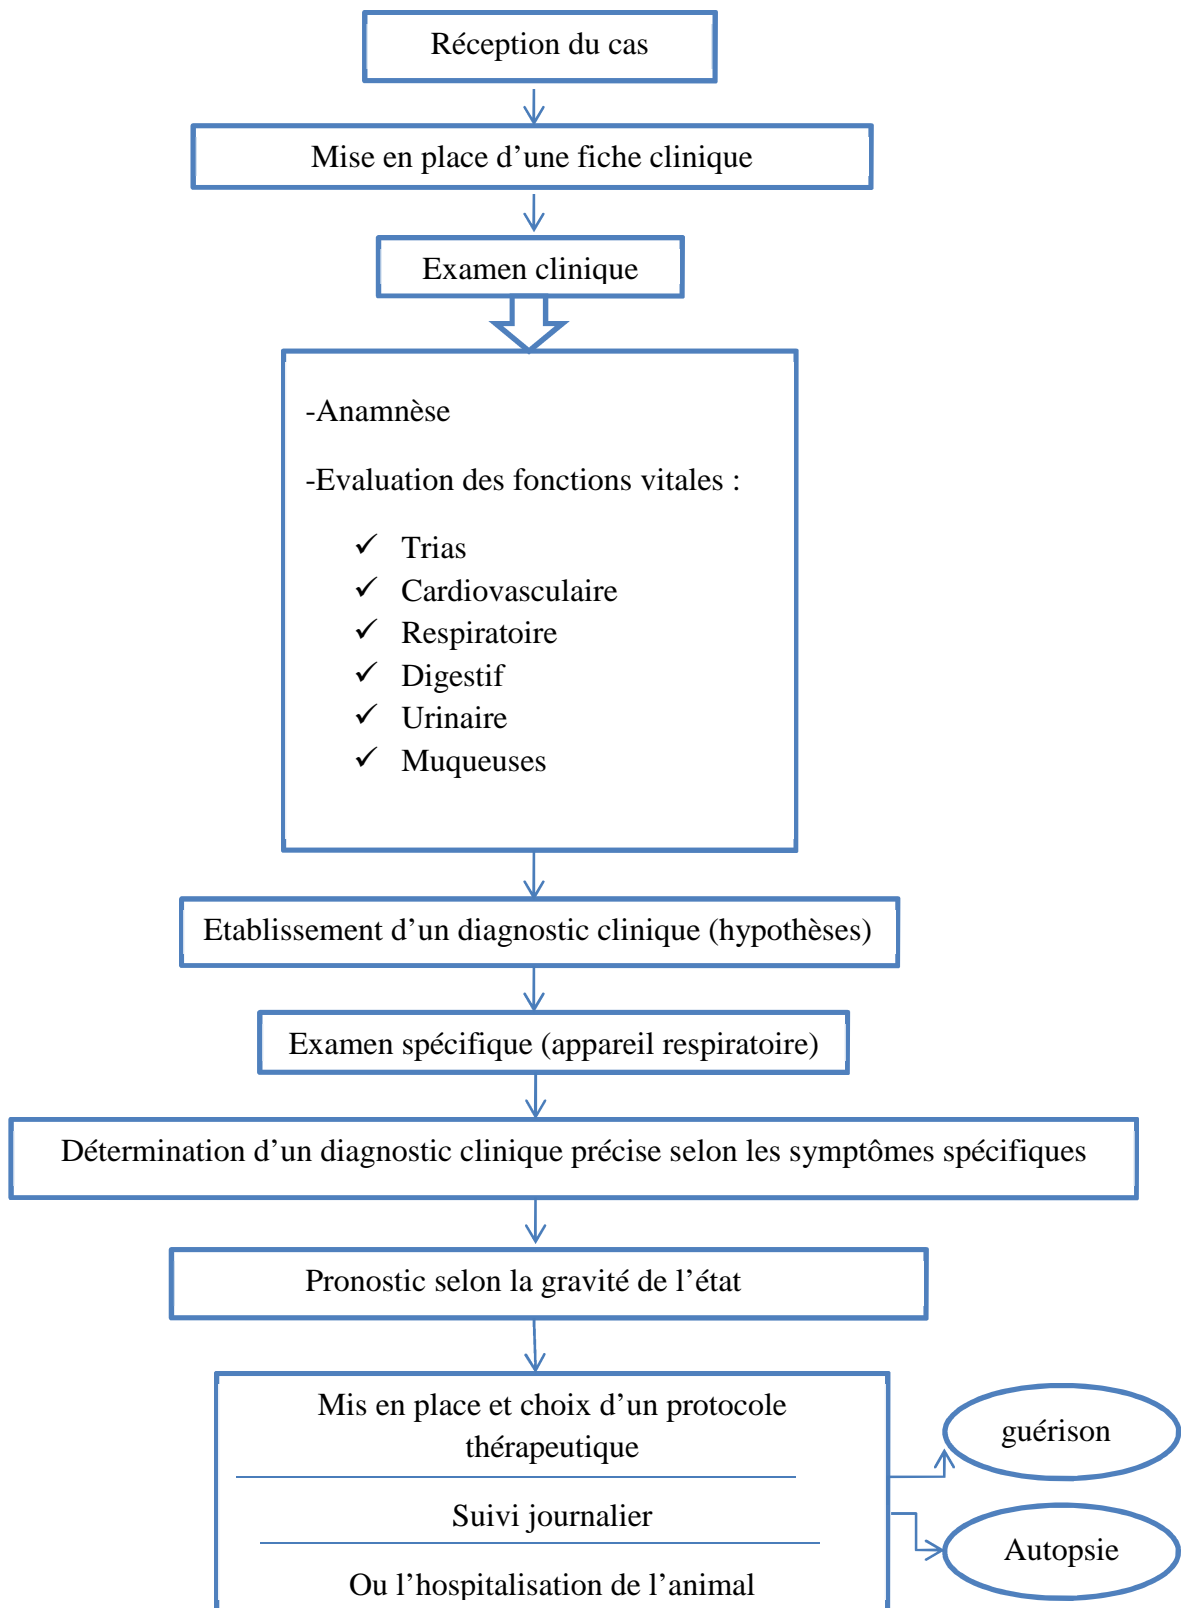 Réception du cas
Mise en place d’une fiche clinique
Examen clinique
-Anamnèse
-Evaluation des fonctions vitales :
✓ Trias
✓ Cardiovasculaire
✓ Respiratoire
✓ Digestif
✓ Urinaire
✓ Muqueuses
Etablissement d’un diagnostic clinique (hypothèses)
Examen spécifique (appareil respiratoire)
Détermination d’un diagnostic clinique précise selon les symptômes spécifiques
Pronostic selon la gravité de l’état
Mis en place et choix d’un protocole
thérapeutique
Suivi journalier
Ou l’hospitalisation de l’animal
guérison
Autopsie